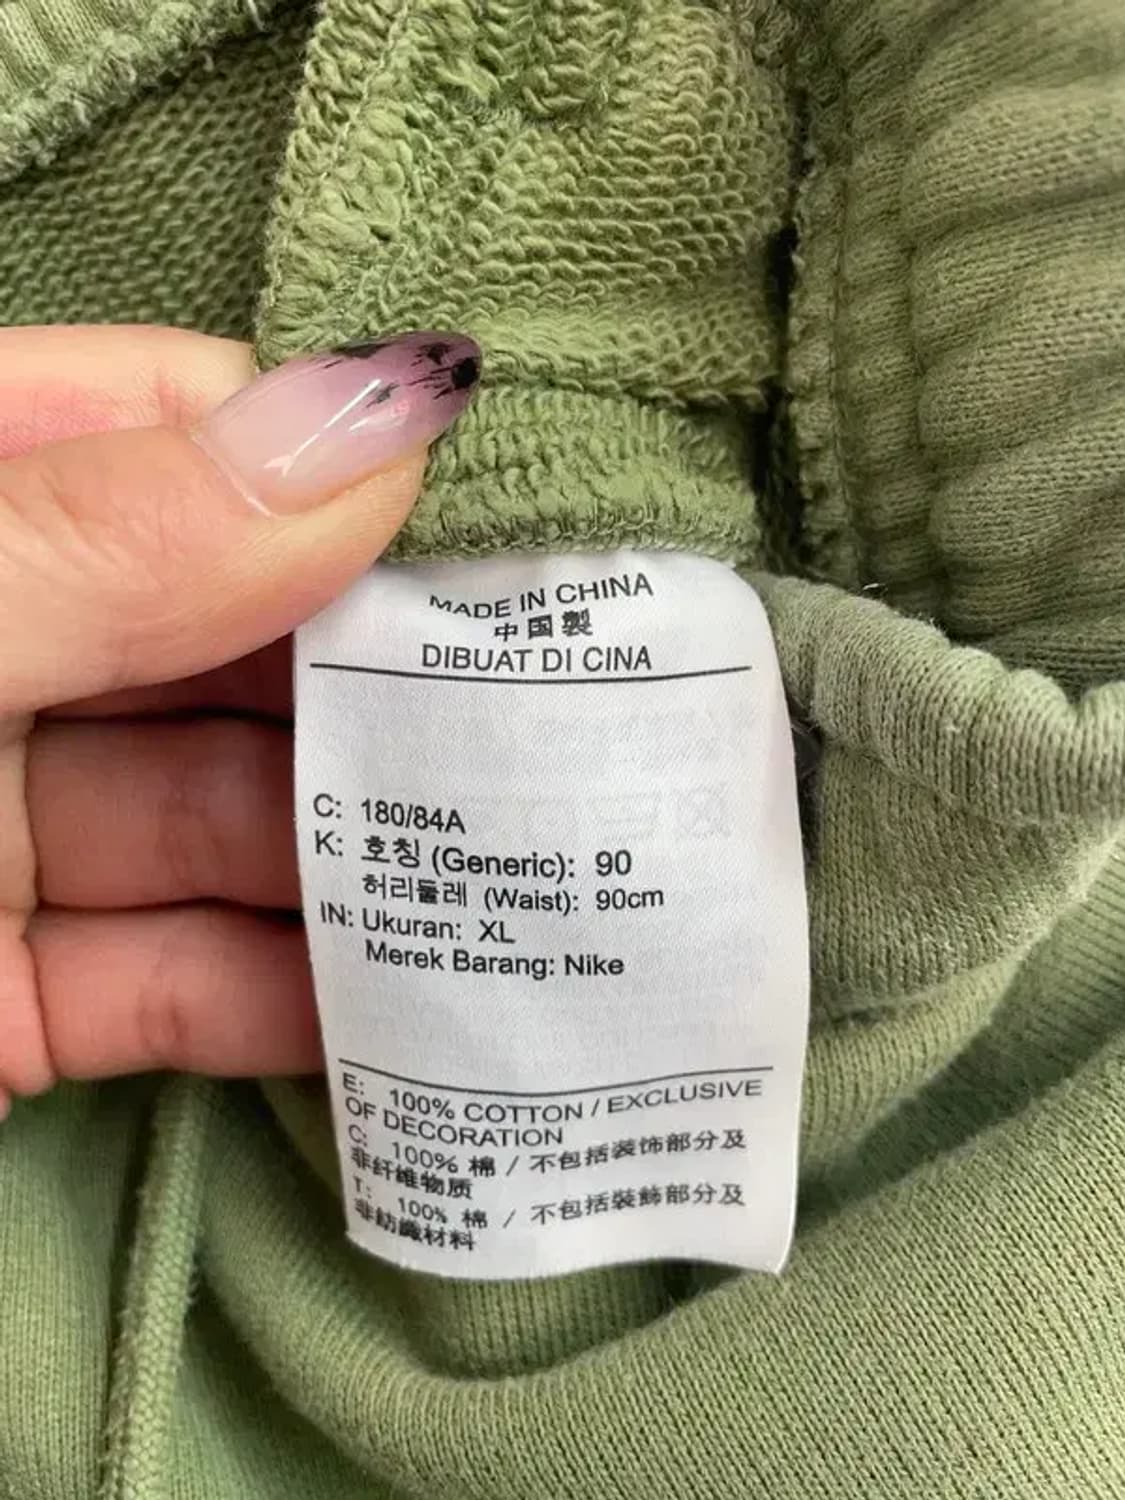 MADE IN CHINA
中国製
DIBUAT DI CINA
C: 180/84A
K: 호칭 (Generic): 90
허리둘레 (Waist): 90cm
IN: Ukuran: XL
Merek Barang: Nike
E: 100% COTTON / EXCLUSIVE
OF DECORATION
C: 100% 棉 / 不包括装饰部分及
非纤维物质
T: 100% 棉 / 不包括裝飾部分及
非紡織材料